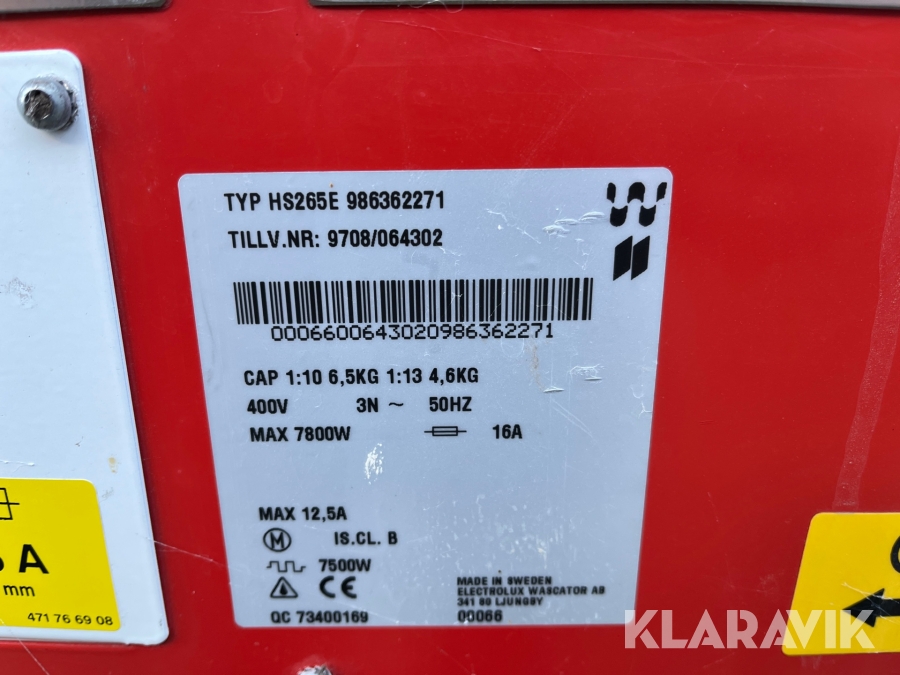 TYP HS265E 986362271
TILLV.NR: 9708/064302
00066006430209863622​71
CAP 1:10 6,5KG 1:13 4,6KG
400V 3N ~ 50HZ
MAX 7800W 16A
MAX 12,5A
M IS.CL. B
7500W
CE
MADE IN SWEDEN
ELECTROLUX WASCATOR AB
341 80 LJUNGBY
QC 73400169 00066
A
mm
471 76 69 08
KLARAVIK